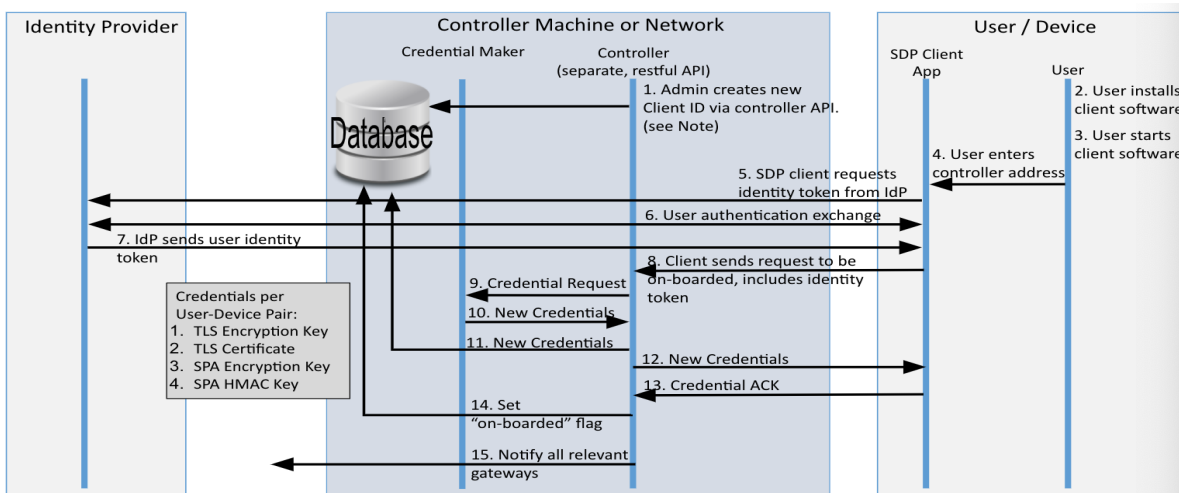 Identity Provider
Controller Machine or Network
User / Device
Credential Maker
Controller
(separate, restful API)
SDP Client
App
User
Database
1. Admin creates new
Client ID via controller API.
(see Note)
2. User installs
client software
3. User starts
client software
4. User enters
controller address
5. SDP client requests
identity token from IdP
6. User authentication exchange
7. IdP sends user identity
token
8. Client sends request to be
on-boarded, includes identity
token
9. Credential Request
10. New Credentials
11. New Credentials
12. New Credentials
13. Credential ACK
14. Set
“on-boarded” flag
15. Notify all relevant
gateways
Credentials per
User-Device Pair:
1. TLS Encryption Key
2. TLS Certificate
3. SPA Encryption Key
4. SPA HMAC Key